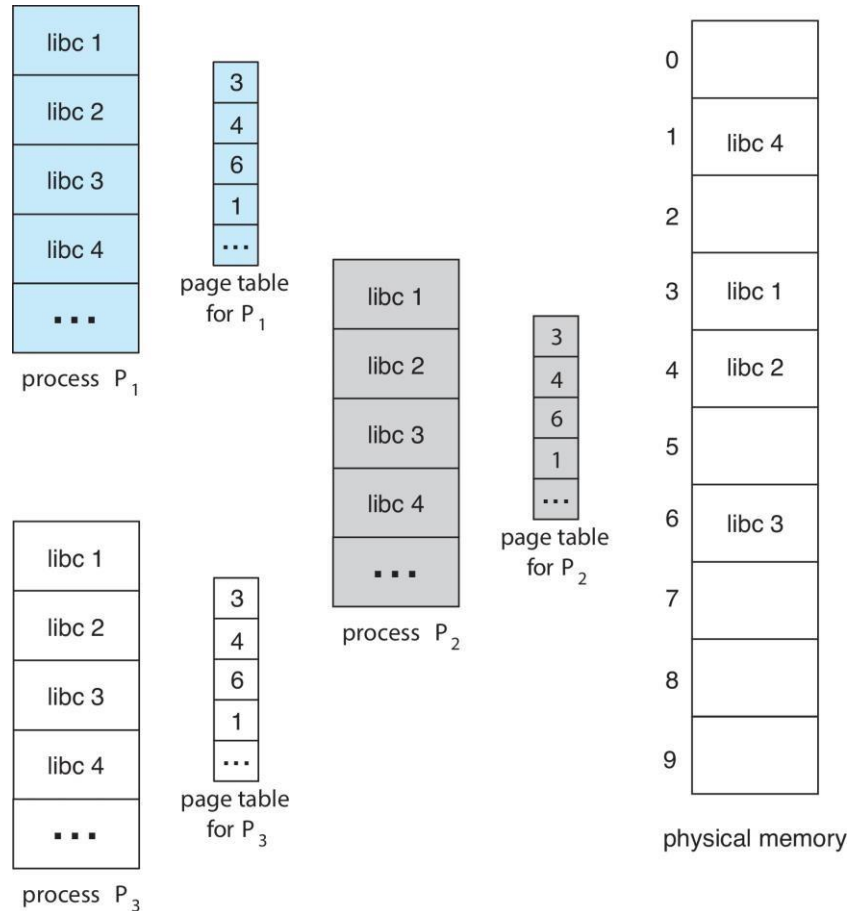 libc 1
libc 2
libc 3
libc 4
...
process P1
3
4
6
1
...
page table
for P1
libc 1
libc 2
libc 3
libc 4
...
process P2
3
4
6
1
...
page table
for P2
libc 1
libc 2
libc 3
libc 4
...
process P3
3
4
6
1
...
page table
for P3
0
1 libc 4
2
3 libc 1
4 libc 2
5
6 libc 3
7
8
9
physical memory